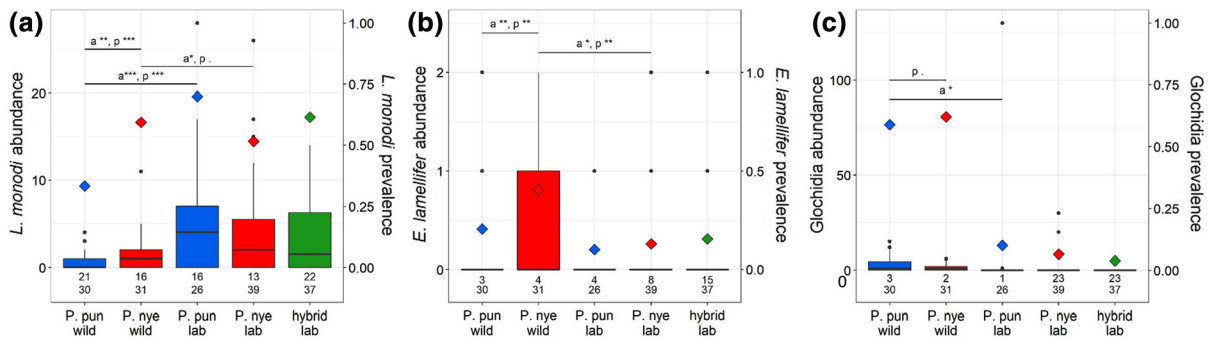 (a)
a **, p ***
a*, p .
a***, p ***
L. monodi abundance
20
10
0
1.00
0.75
0.50
0.25
0.00
L. monodi prevalence
21 16 16 13 22
30 31 26 39 37
P. pun wild
P. nye wild
P. pun lab
P. nye lab
hybrid lab
(b)
a **, p **
a *, p **
E. lamellifer abundance
2
1
0
1.0
0.5
0.0
E. lamellifer prevalence
3 4 4 8 15
30 31 26 39 37
P. pun wild
P. nye wild
P. pun lab
P. nye lab
hybrid lab
(c)
p .
a *
Glochidia abundance
100
50
0
0
1.00
0.75
0.50
0.25
0.00
Glochidia prevalence
3 2 1 23 23
30 31 26 39 37
P. pun wild
P. nye wild
P. pun lab
P. nye lab
hybrid lab